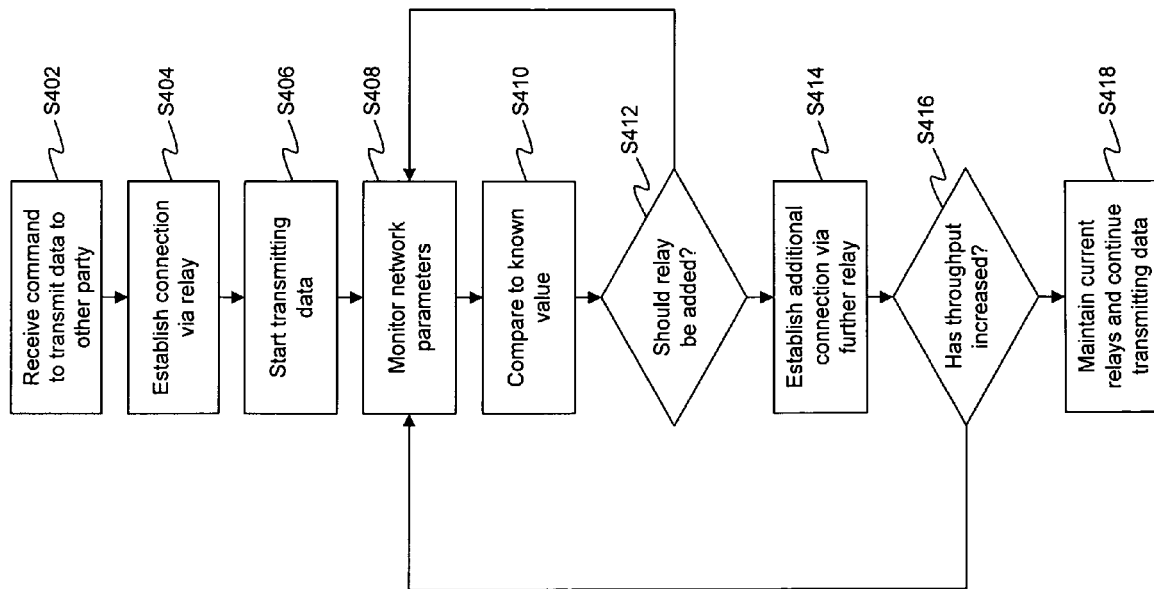 Receive command
to transmit data to
other party
S402
Establish connection
via relay
S404
Start transmitting
data
S406
Monitor network
parameters
S408
Compare to known
value
S410
Should relay
be added?
S412
Establish additional
connection via
further relay
S414
Has throughput
increased?
S416
Maintain current
relays and continue
transmitting data
S418